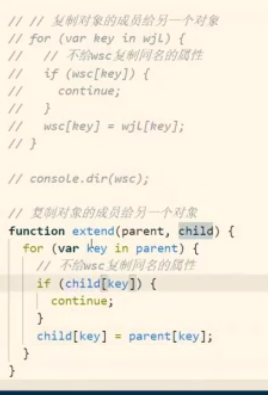 // // 复制对象的成员给另一个对象
// for (var key in wjl) {
//   // 不给wsc复制同名的属性
//   if (wsc[key]) {
//     continue;
//   }
//   wsc[key] = wjl[key];
// }
// console.dir(wsc);
// 复制对象的成员给另一个对象
function extend(parent, child) {
  for (var key in parent) {
    // 不给wsc复制同名的属性
    if (child[key]) {
      continue;
    }
    child[key] = parent[key];
  }
}